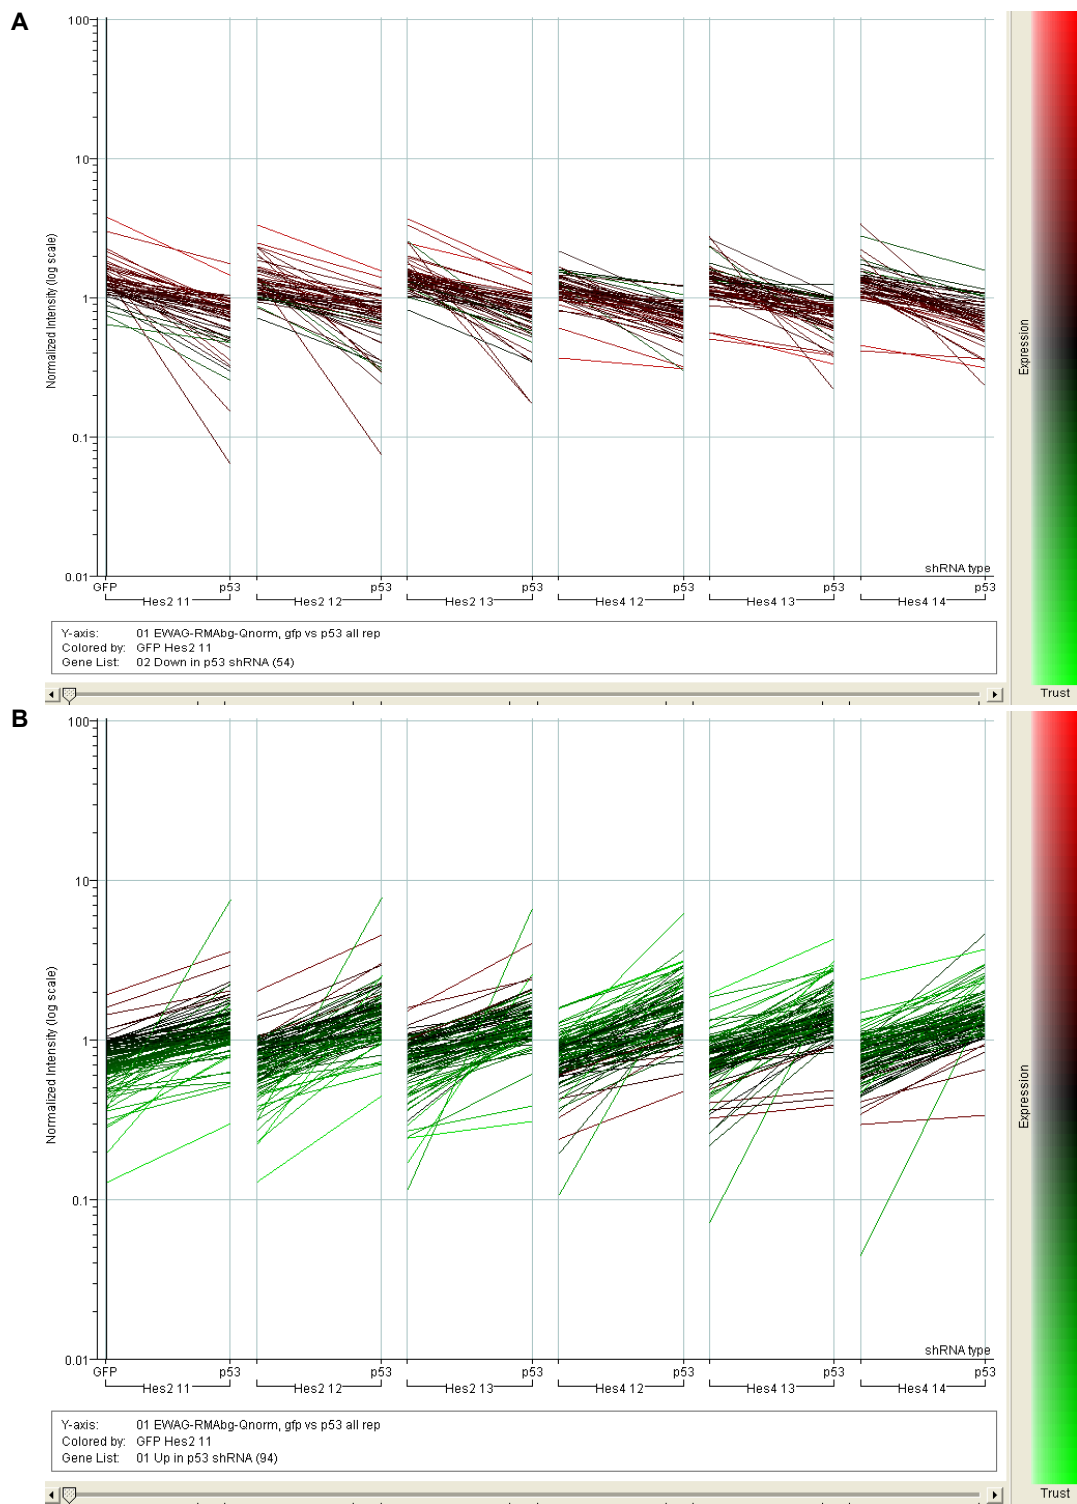 A
100
10
1
0.1
0.01
Normalized Intensity (log scale)
shRNA type
GFP p53 p53 p53 p53 p53 p53
Hes2 11 Hes2 12 Hes2 13 Hes4 12 Hes4 13 Hes4 14
Y-axis: 01 EWAG-RMAbg-Qnorm, gfp vs p53 all rep
Colored by: GFP Hes2 11
Gene List: 02 Down in p53 shRNA (54)
Expression
Trust
B
100
10
1
0.1
0.01
Normalized Intensity (log scale)
shRNA type
GFP p53 p53 p53 p53 p53 p53
Hes2 11 Hes2 12 Hes2 13 Hes4 12 Hes4 13 Hes4 14
Y-axis: 01 EWAG-RMAbg-Qnorm, gfp vs p53 all rep
Colored by: GFP Hes2 11
Gene List: 01 Up in p53 shRNA (94)
Expression
Trust